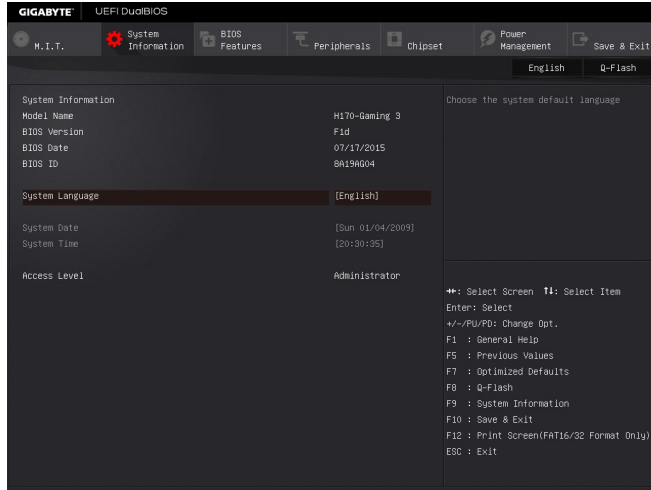 GIGABYTE™ UEFI DualBIOS
M.I.T. System Information BIOS Features Peripherals Chipset Power Management Save & Exit
English Q-Flash
System Information
Model Name H170-Gaming 3
BIOS Version F1d
BIOS Date 07/17/2015
BIOS ID 8A19AG04
System Language [English]
System Date [Sun 01/04/2009]
System Time [20:30:35]
Access Level Administrator
Choose the system default language
→←: Select Screen ↑↓: Select Item
Enter: Select
+/-/PU/PD: Change Opt.
F1 : General Help
F5 : Previous Values
F7 : Optimized Defaults
F8 : Q-Flash
F9 : System Information
F10 : Save & Exit
F12 : Print Screen(FAT16/32 Format Only)
ESC : Exit